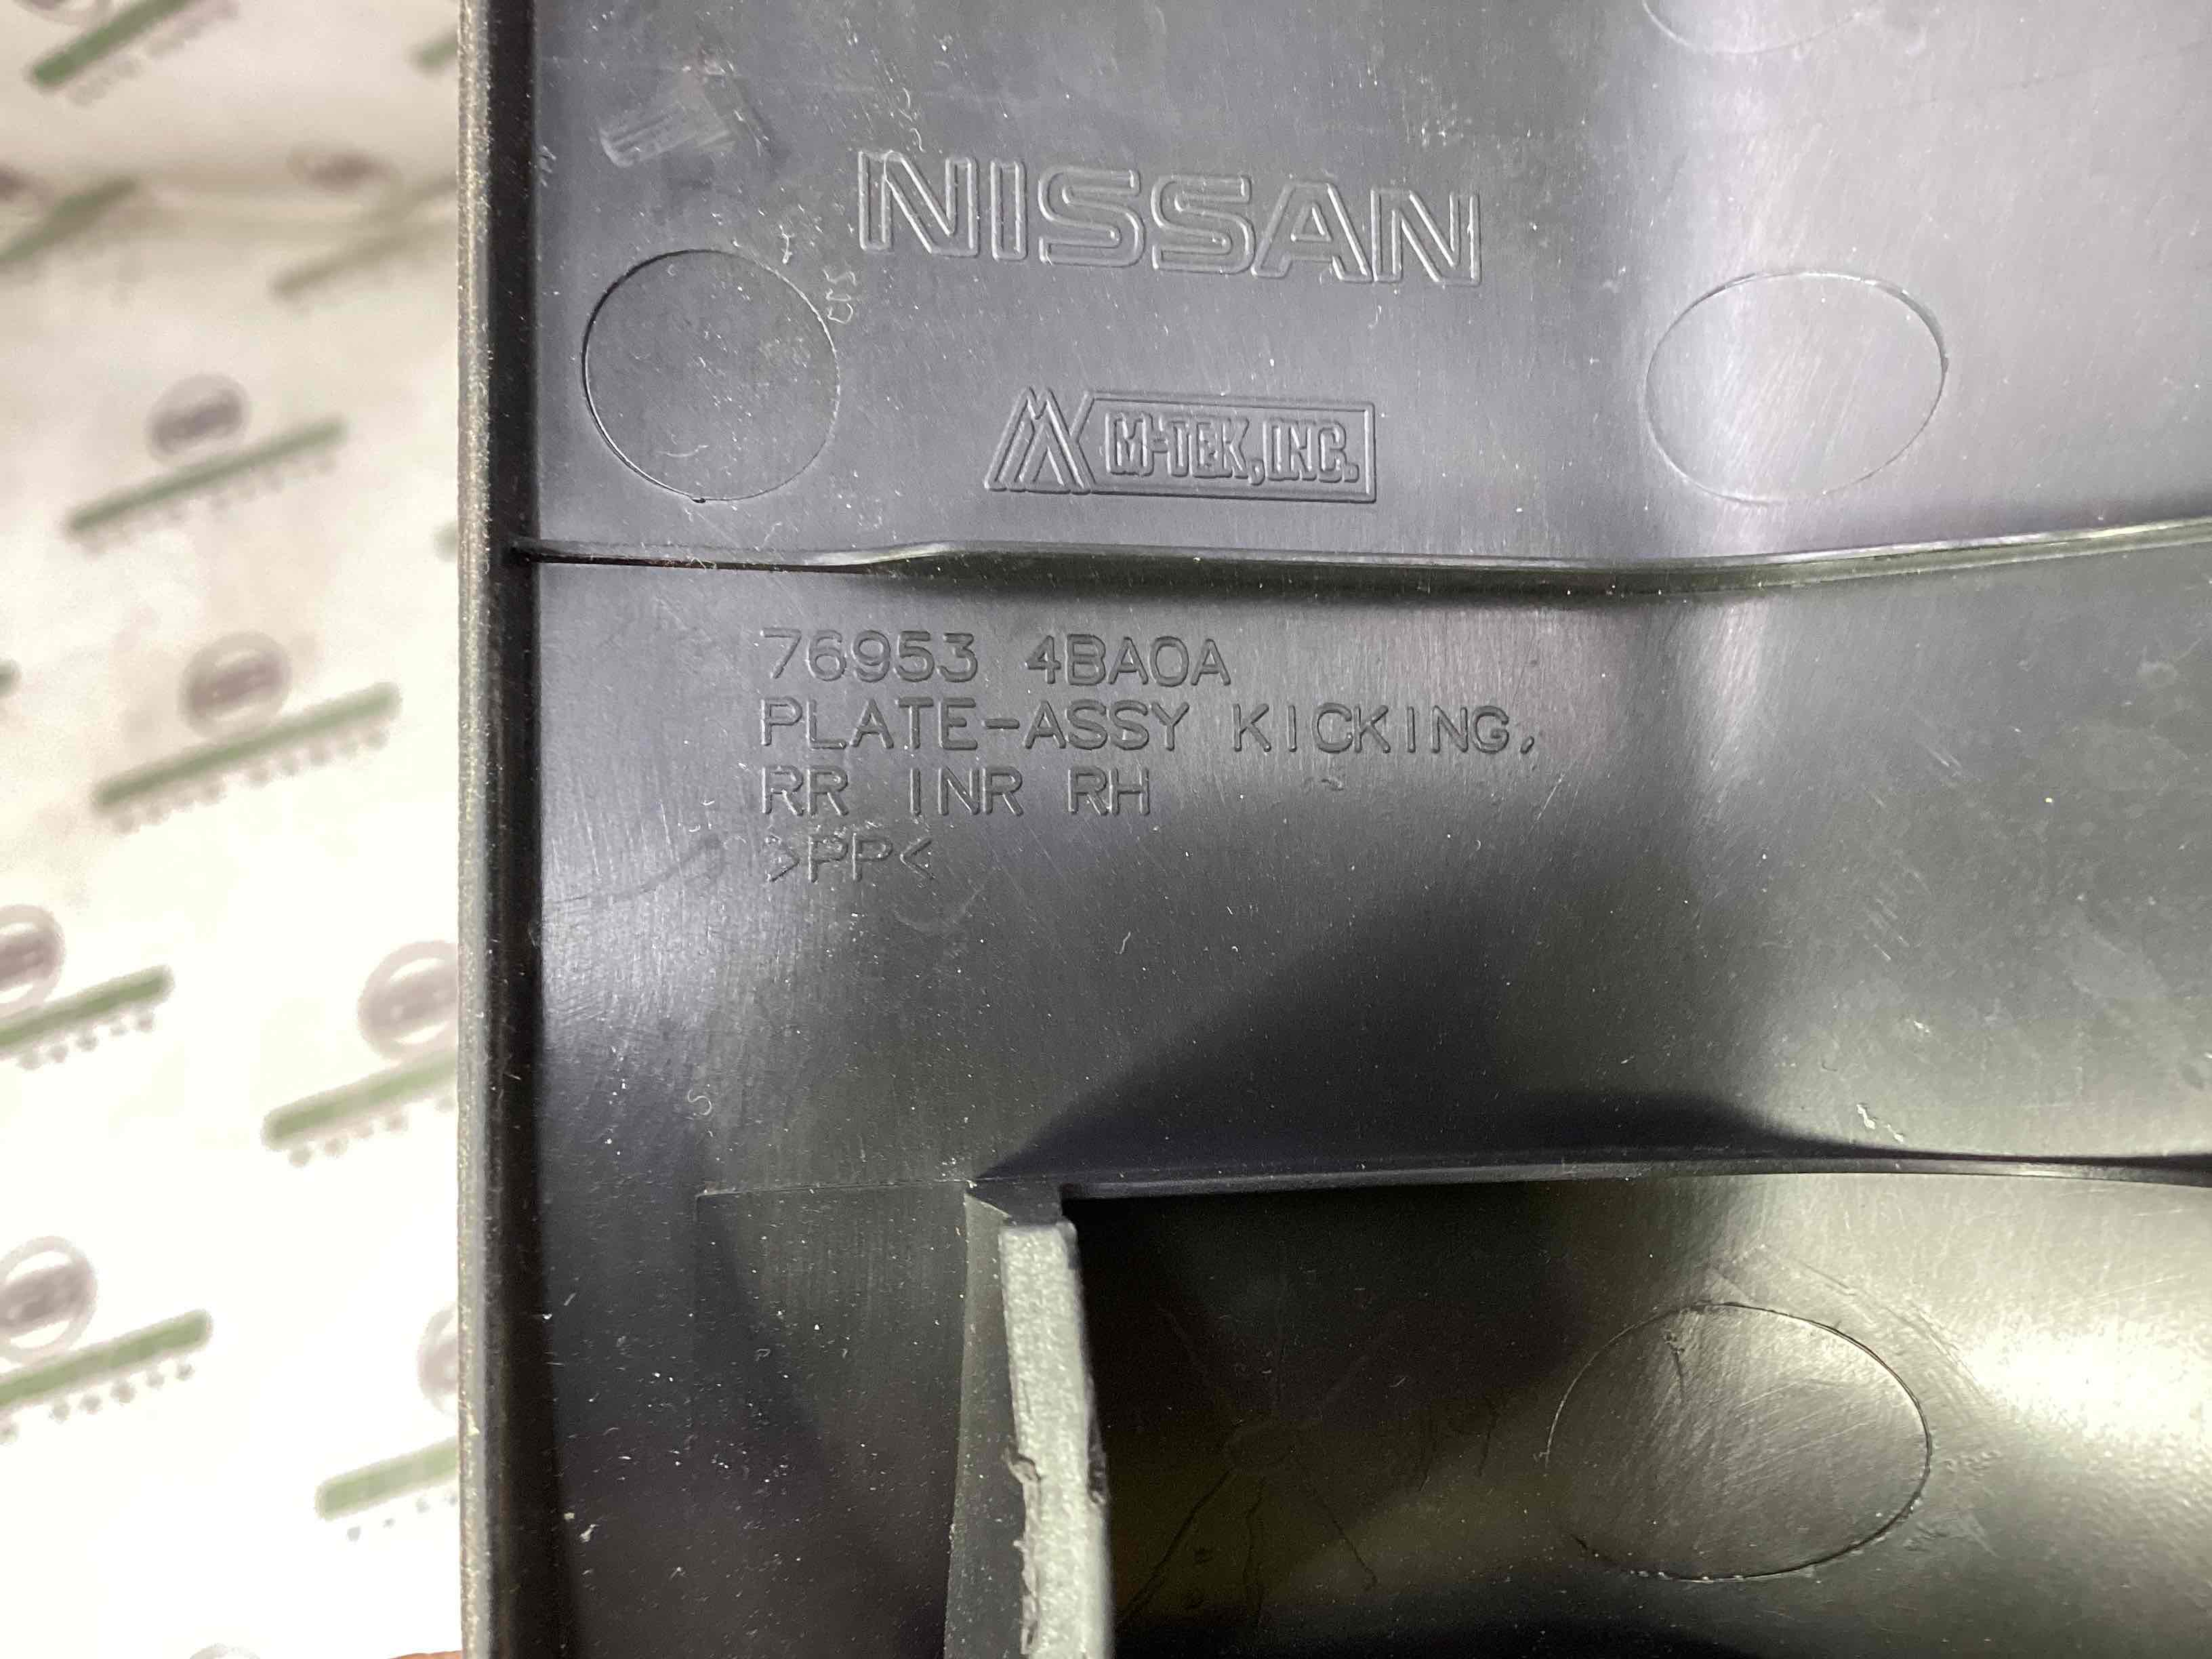 NISSAN
M-TEK, INC.
76953 4BA0A
PLATE-ASSY KICKING,
RR INR RH
>PP<